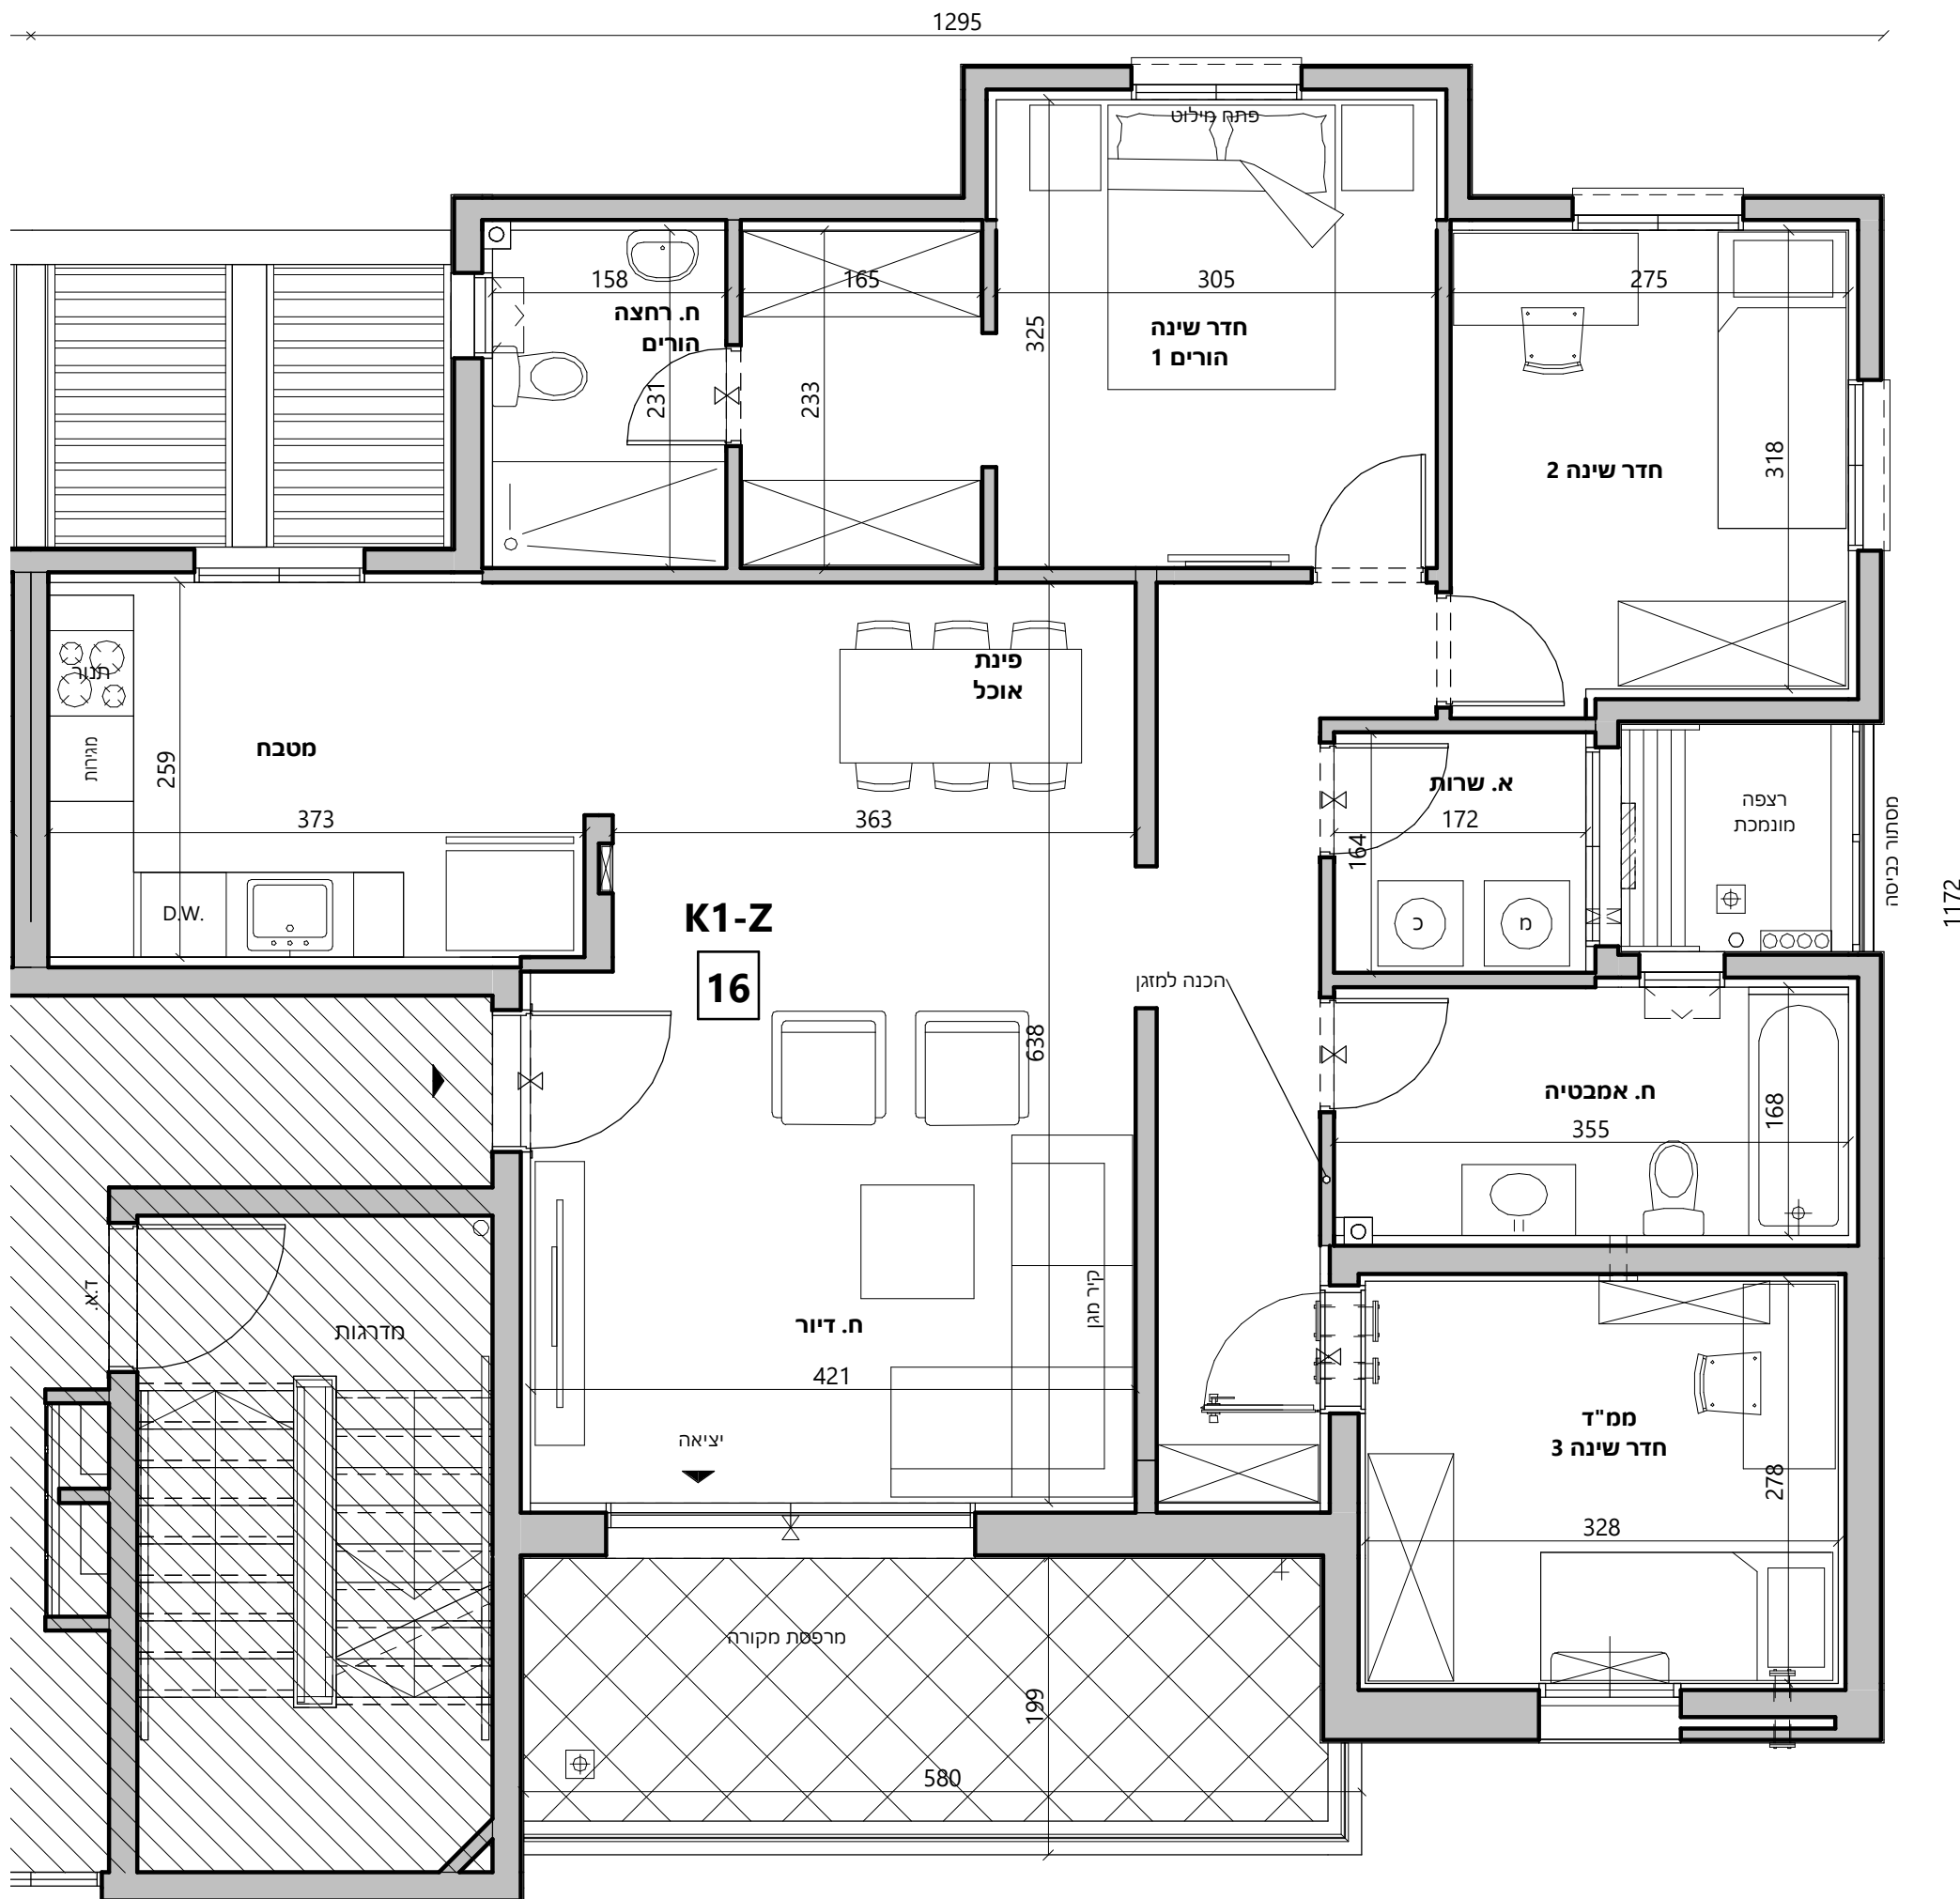 1295
פתח מילוט
158
165
305
275
ח. רחצה
הורים
325
חדר שינה
הורים 1
231
233
318
חדר שינה 2
פינת
אוכל
תנור
מגירות
259
מטבח
373
363
א. שרות
172
164
רצפה
מונמכת
מסתור כביסה
1172
D.W.
K1-Z
16
כ
מ
הכנה למזגן
638
ח. אמבטיה
355
168
ד.א.
מדרגות
קיר מגן
ח. דיור
421
יציאה
ממ"ד
חדר שינה 3
278
328
מרפסת מקורה
199
580